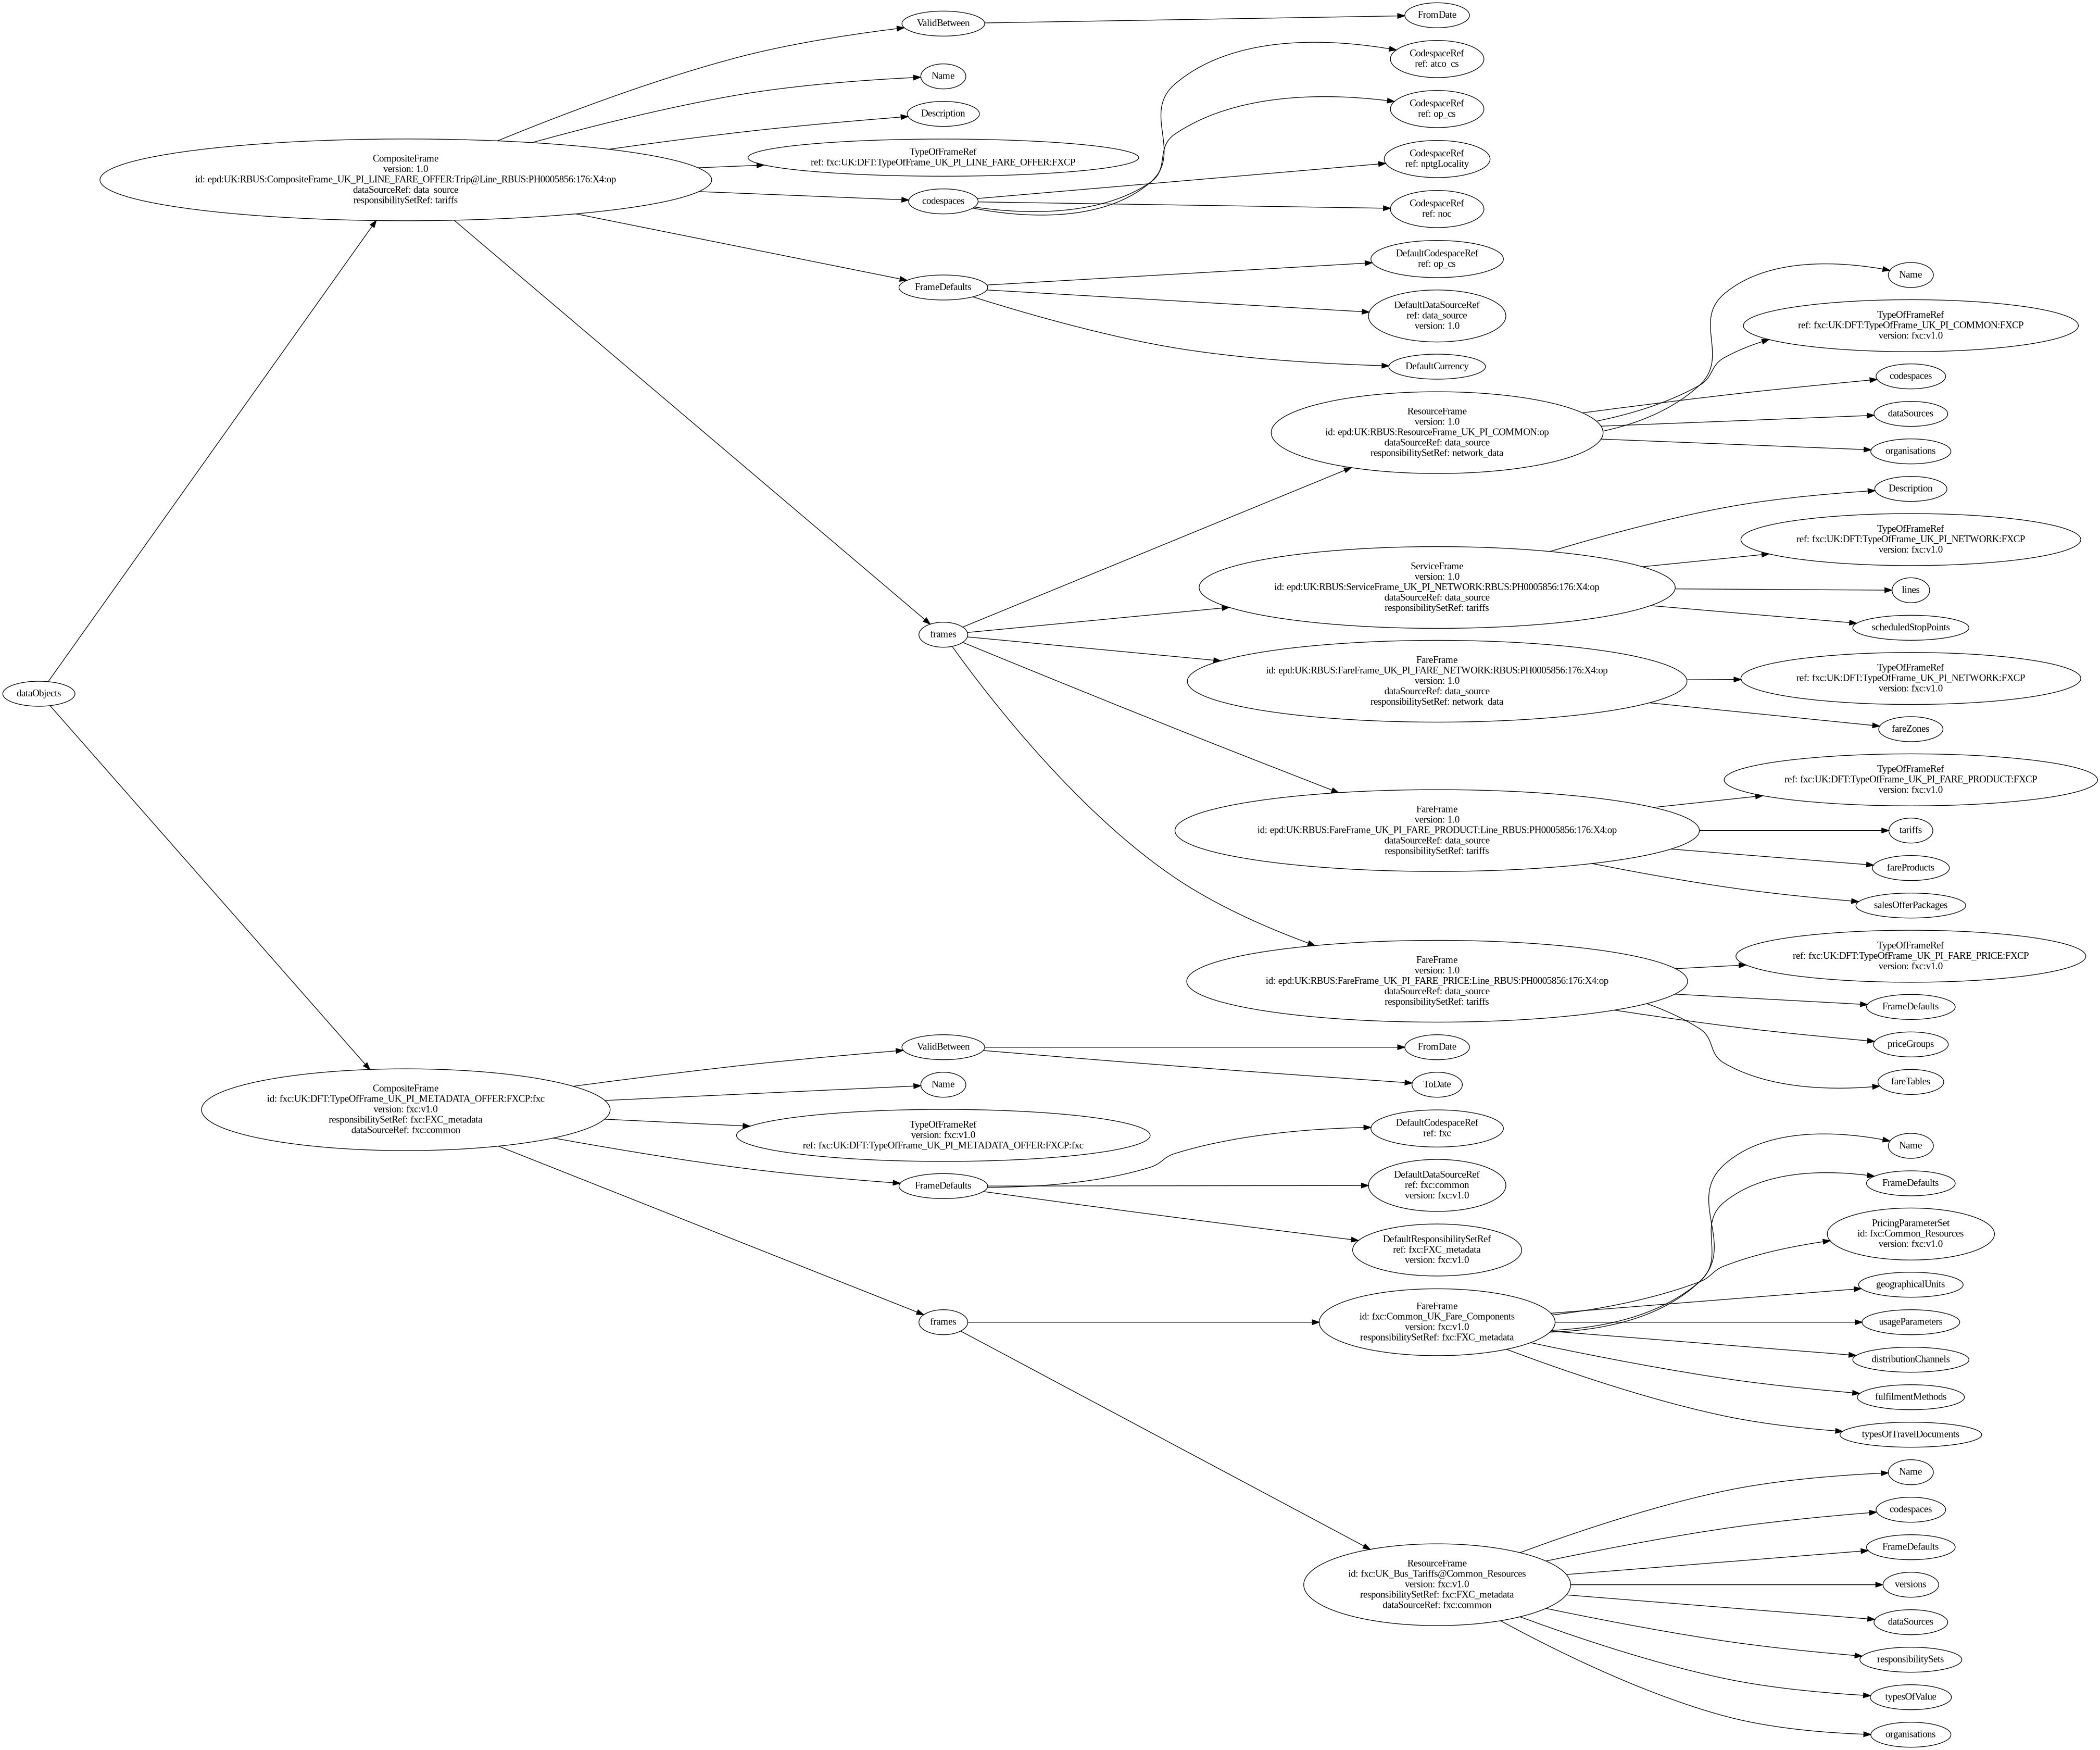 dataObjects
CompositeFrame
version: 1.0
id: epd:UK:RBUS:CompositeFrame_UK_PI_LINE_FARE_OFFER:Trip@Line_RBUS:PH0005856:176:X4:op
dataSourceRef: data_source
responsibilitySetRef: tariffs
ValidBetween
FromDate
Name
Description
TypeOfFrameRef
ref: fxc:UK:DFT:TypeOfFrame_UK_PI_LINE_FARE_OFFER:FXCP
codespaces
CodespaceRef
ref: atco_cs
CodespaceRef
ref: op_cs
CodespaceRef
ref: nptgLocality
CodespaceRef
ref: noc
FrameDefaults
DefaultCodespaceRef
ref: op_cs
DefaultDataSourceRef
ref: data_source
version: 1.0
DefaultCurrency
frames
ResourceFrame
version: 1.0
id: epd:UK:RBUS:ResourceFrame_UK_PI_COMMON:op
dataSourceRef: data_source
responsibilitySetRef: network_data
Name
TypeOfFrameRef
ref: fxc:UK:DFT:TypeOfFrame_UK_PI_COMMON:FXCP
version: fxc:v1.0
codespaces
dataSources
organisations
ServiceFrame
version: 1.0
id: epd:UK:RBUS:ServiceFrame_UK_PI_NETWORK:RBUS:PH0005856:176:X4:op
dataSourceRef: data_source
responsibilitySetRef: tariffs
Description
TypeOfFrameRef
ref: fxc:UK:DFT:TypeOfFrame_UK_PI_NETWORK:FXCP
version: fxc:v1.0
lines
scheduledStopPoints
FareFrame
id: epd:UK:RBUS:FareFrame_UK_PI_FARE_NETWORK:RBUS:PH0005856:176:X4:op
version: 1.0
dataSourceRef: data_source
responsibilitySetRef: network_data
TypeOfFrameRef
ref: fxc:UK:DFT:TypeOfFrame_UK_PI_NETWORK:FXCP
version: fxc:v1.0
fareZones
FareFrame
version: 1.0
id: epd:UK:RBUS:FareFrame_UK_PI_FARE_PRODUCT:Line_RBUS:PH0005856:176:X4:op
dataSourceRef: data_source
responsibilitySetRef: tariffs
TypeOfFrameRef
ref: fxc:UK:DFT:TypeOfFrame_UK_PI_FARE_PRODUCT:FXCP
version: fxc:v1.0
tariffs
fareProducts
salesOfferPackages
FareFrame
version: 1.0
id: epd:UK:RBUS:FareFrame_UK_PI_FARE_PRICE:Line_RBUS:PH0005856:176:X4:op
dataSourceRef: data_source
responsibilitySetRef: tariffs
TypeOfFrameRef
ref: fxc:UK:DFT:TypeOfFrame_UK_PI_FARE_PRICE:FXCP
version: fxc:v1.0
FrameDefaults
priceGroups
fareTables
CompositeFrame
id: fxc:UK:DFT:TypeOfFrame_UK_PI_METADATA_OFFER:FXCP:fxc
version: fxc:v1.0
responsibilitySetRef: fxc:FXC_metadata
dataSourceRef: fxc:common
ValidBetween
FromDate
ToDate
Name
TypeOfFrameRef
version: fxc:v1.0
ref: fxc:UK:DFT:TypeOfFrame_UK_PI_METADATA_OFFER:FXCP:fxc
FrameDefaults
DefaultCodespaceRef
ref: fxc
DefaultDataSourceRef
ref: fxc:common
version: fxc:v1.0
DefaultResponsibilitySetRef
ref: fxc:FXC_metadata
version: fxc:v1.0
frames
FareFrame
id: fxc:Common_UK_Fare_Components
version: fxc:v1.0
responsibilitySetRef: fxc:FXC_metadata
Name
FrameDefaults
PricingParameterSet
id: fxc:Common_Resources
version: fxc:v1.0
geographicalUnits
usageParameters
distributionChannels
fulfilmentMethods
typesOfTravelDocuments
ResourceFrame
id: fxc:UK_Bus_Tariffs@Common_Resources
version: fxc:v1.0
responsibilitySetRef: fxc:FXC_metadata
dataSourceRef: fxc:common
Name
codespaces
FrameDefaults
versions
dataSources
responsibilitySets
typesOfValue
organisations